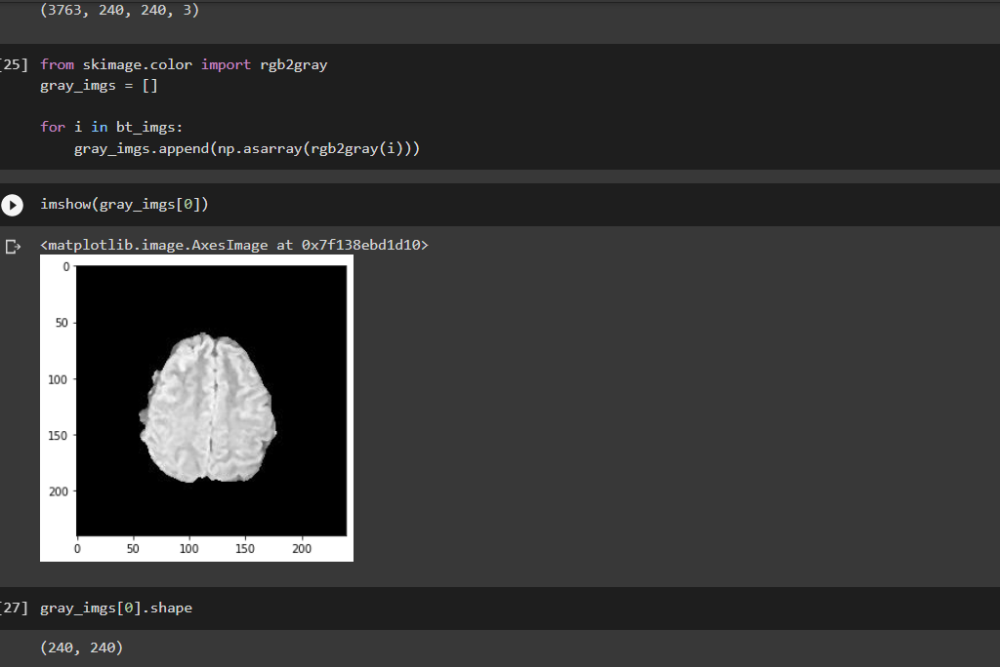 (3763, 240, 240, 3)
[25] from skimage.color import rgb2gray
gray_imgs = []
for i in bt_imgs:
    gray_imgs.append(np.asarray(rgb2gray(i)))
imshow(gray_imgs[0])
<matplotlib.image.AxesImage at 0x7f138ebd1d10>
0
50
100
150
200
0 50 100 150 200
[27] gray_imgs[0].shape
(240, 240)